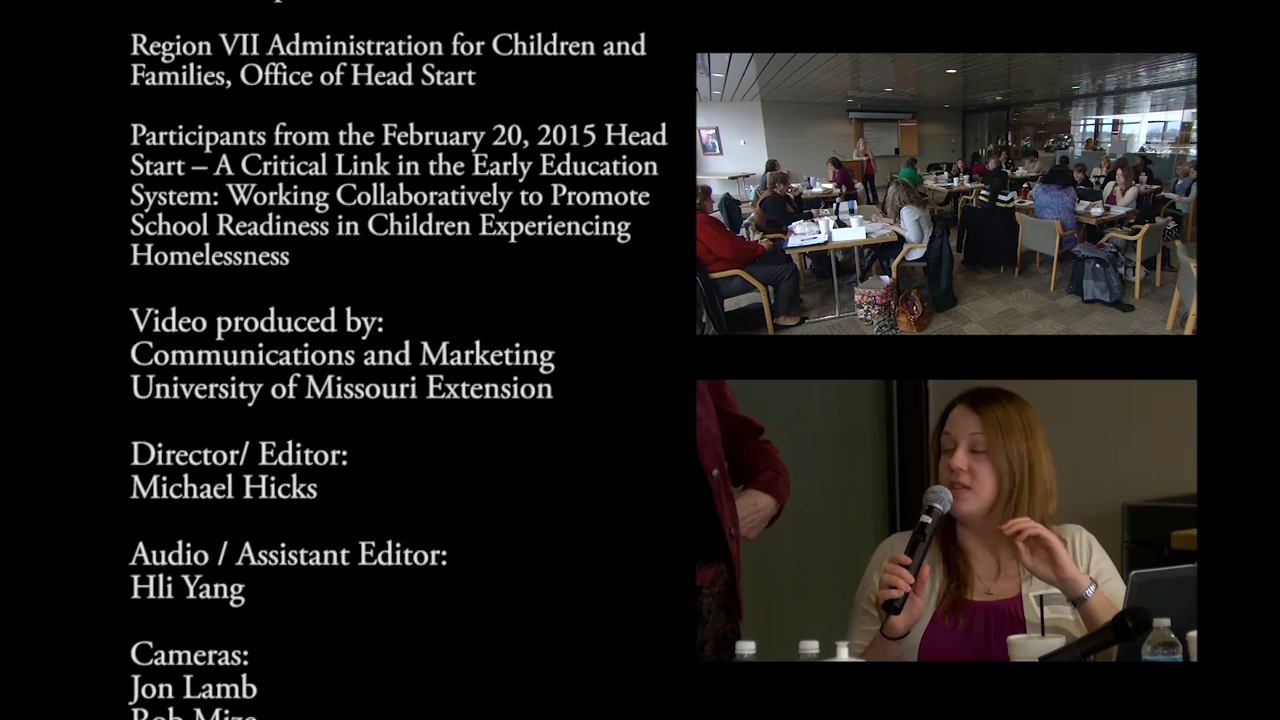 Region VII Administration for Children and
Families, Office of Head Start
Participants from the February 20, 2015 Head
Start – A Critical Link in the Early Education
System: Working Collaboratively to Promote
School Readiness in Children Experiencing
Homelessness
Video produced by:
Communications and Marketing
University of Missouri Extension
Director/ Editor:
Michael Hicks
Audio / Assistant Editor:
Hli Yang
Cameras:
Jon Lamb
Rob Mize